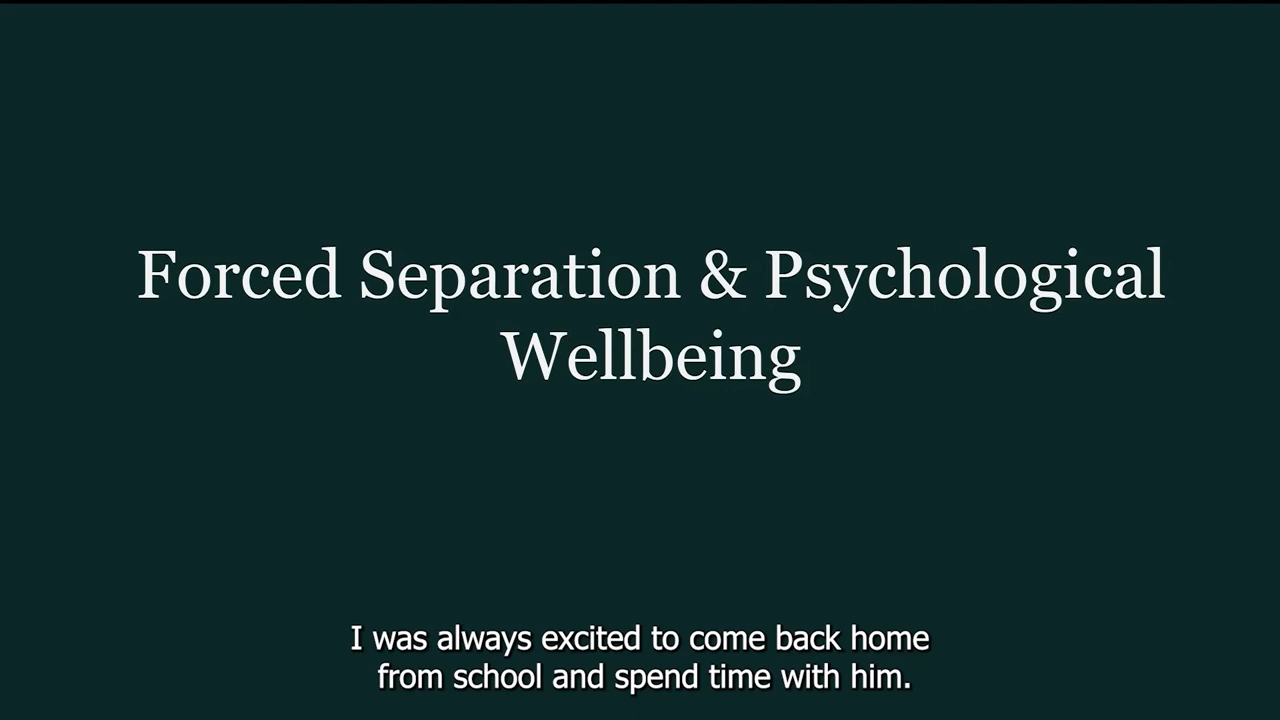 Forced Separation & Psychological
Wellbeing
I was always excited to come back home
from school and spend time with him.